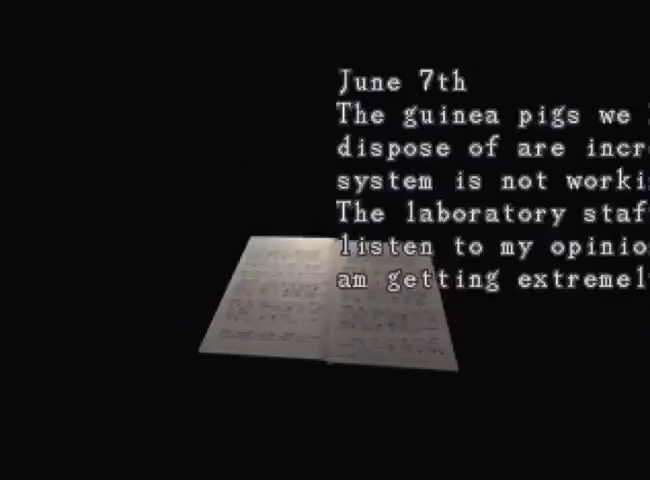 June 7th
The guinea pigs we
dispose of are incr
system is not worki
The laboratory staf
listen to my opinio
am getting extremel